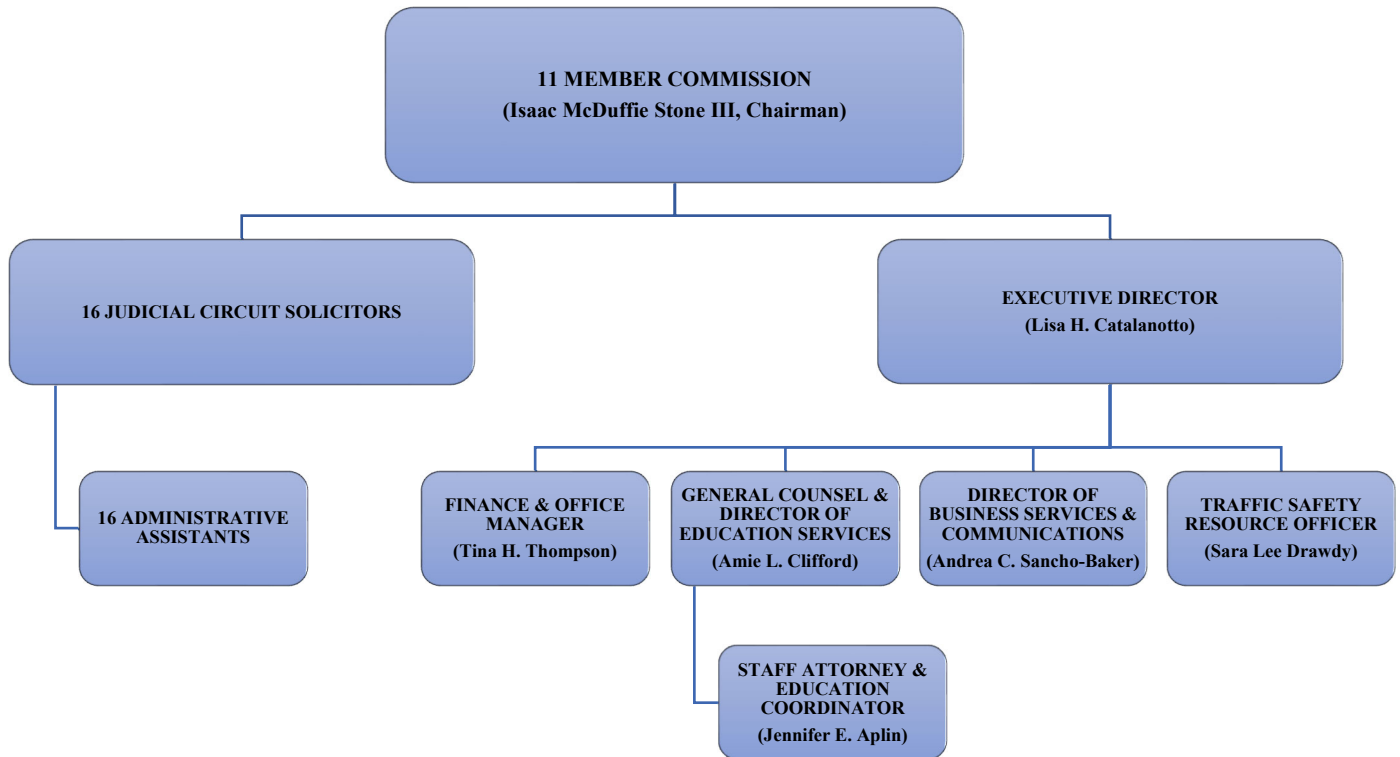 11 MEMBER COMMISSION
(Isaac McDuffie Stone III, Chairman)
16 JUDICIAL CIRCUIT SOLICITORS
EXECUTIVE DIRECTOR
(Lisa H. Catalanotto)
16 ADMINISTRATIVE
ASSISTANTS
FINANCE & OFFICE
MANAGER
(Tina H. Thompson)
GENERAL COUNSEL &
DIRECTOR OF
EDUCATION SERVICES
(Amie L. Clifford)
DIRECTOR OF
BUSINESS SERVICES &
COMMUNICATIONS
(Andrea C. Sancho-Baker)
TRAFFIC SAFETY
RESOURCE OFFICER
(Sara Lee Drawdy)
STAFF ATTORNEY &
EDUCATION
COORDINATOR
(Jennifer E. Aplin)